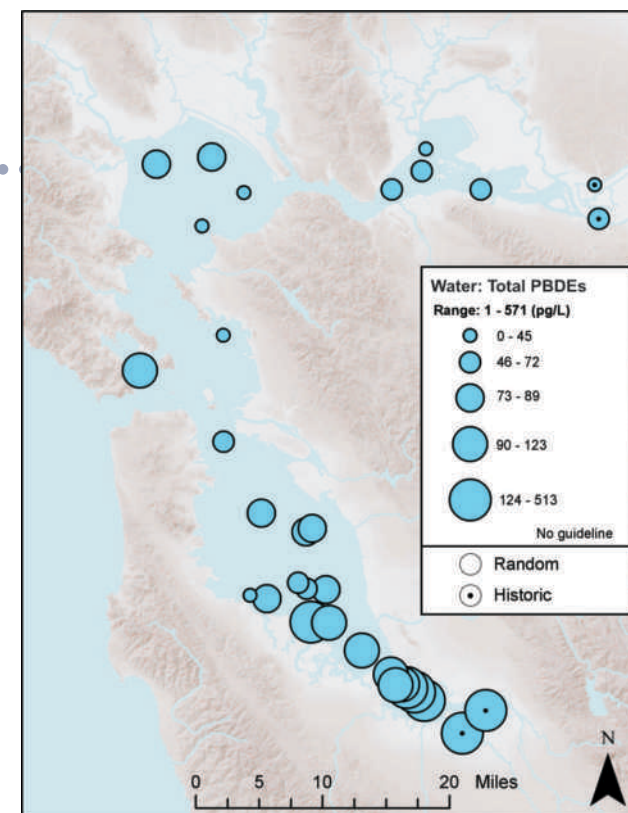 Water: Total PBDEs
Range: 1 - 571 (pg/L)
0 - 45
46 - 72
73 - 89
90 - 123
124 - 513
No guideline
Random
Historic
N
0 5 10 20 Miles